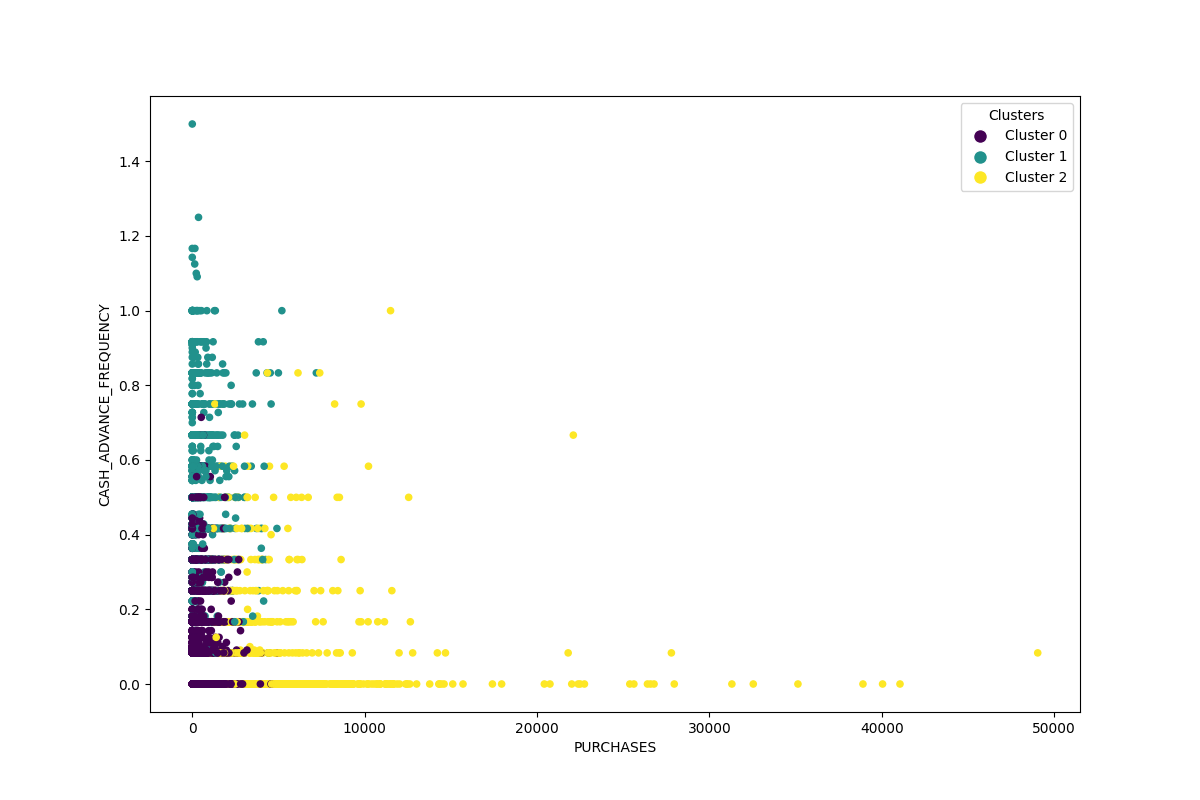 Clusters
Cluster 0
Cluster 1
Cluster 2
CASH_ADVANCE_FREQUENCY
1.4
1.2
1.0
0.8
0.6
0.4
0.2
0.0
0 10000 20000 30000 40000 50000
PURCHASES